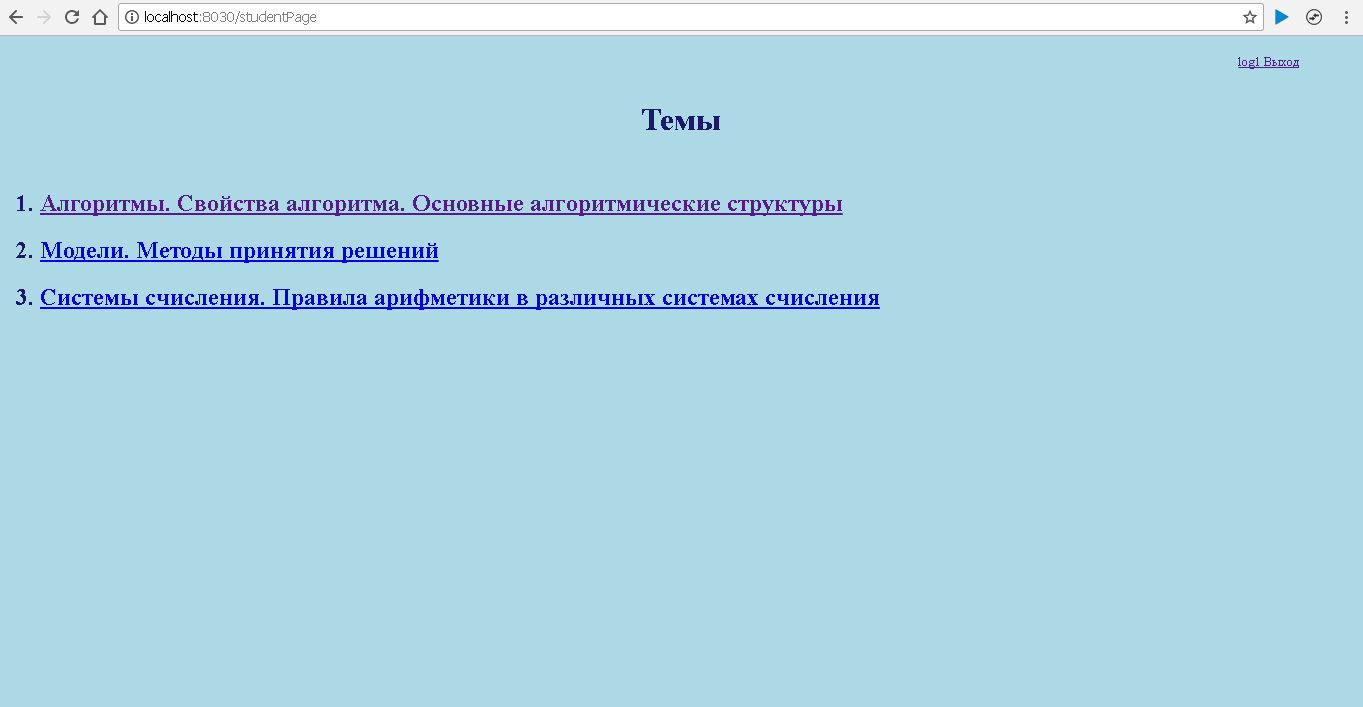 localhost:8030/studentPage
log1 Выход
Темы
1. Алгоритмы. Свойства алгоритма. Основные алгоритмические структуры
2. Модели. Методы принятия решений
3. Системы счисления. Правила арифметики в различных системах счисления